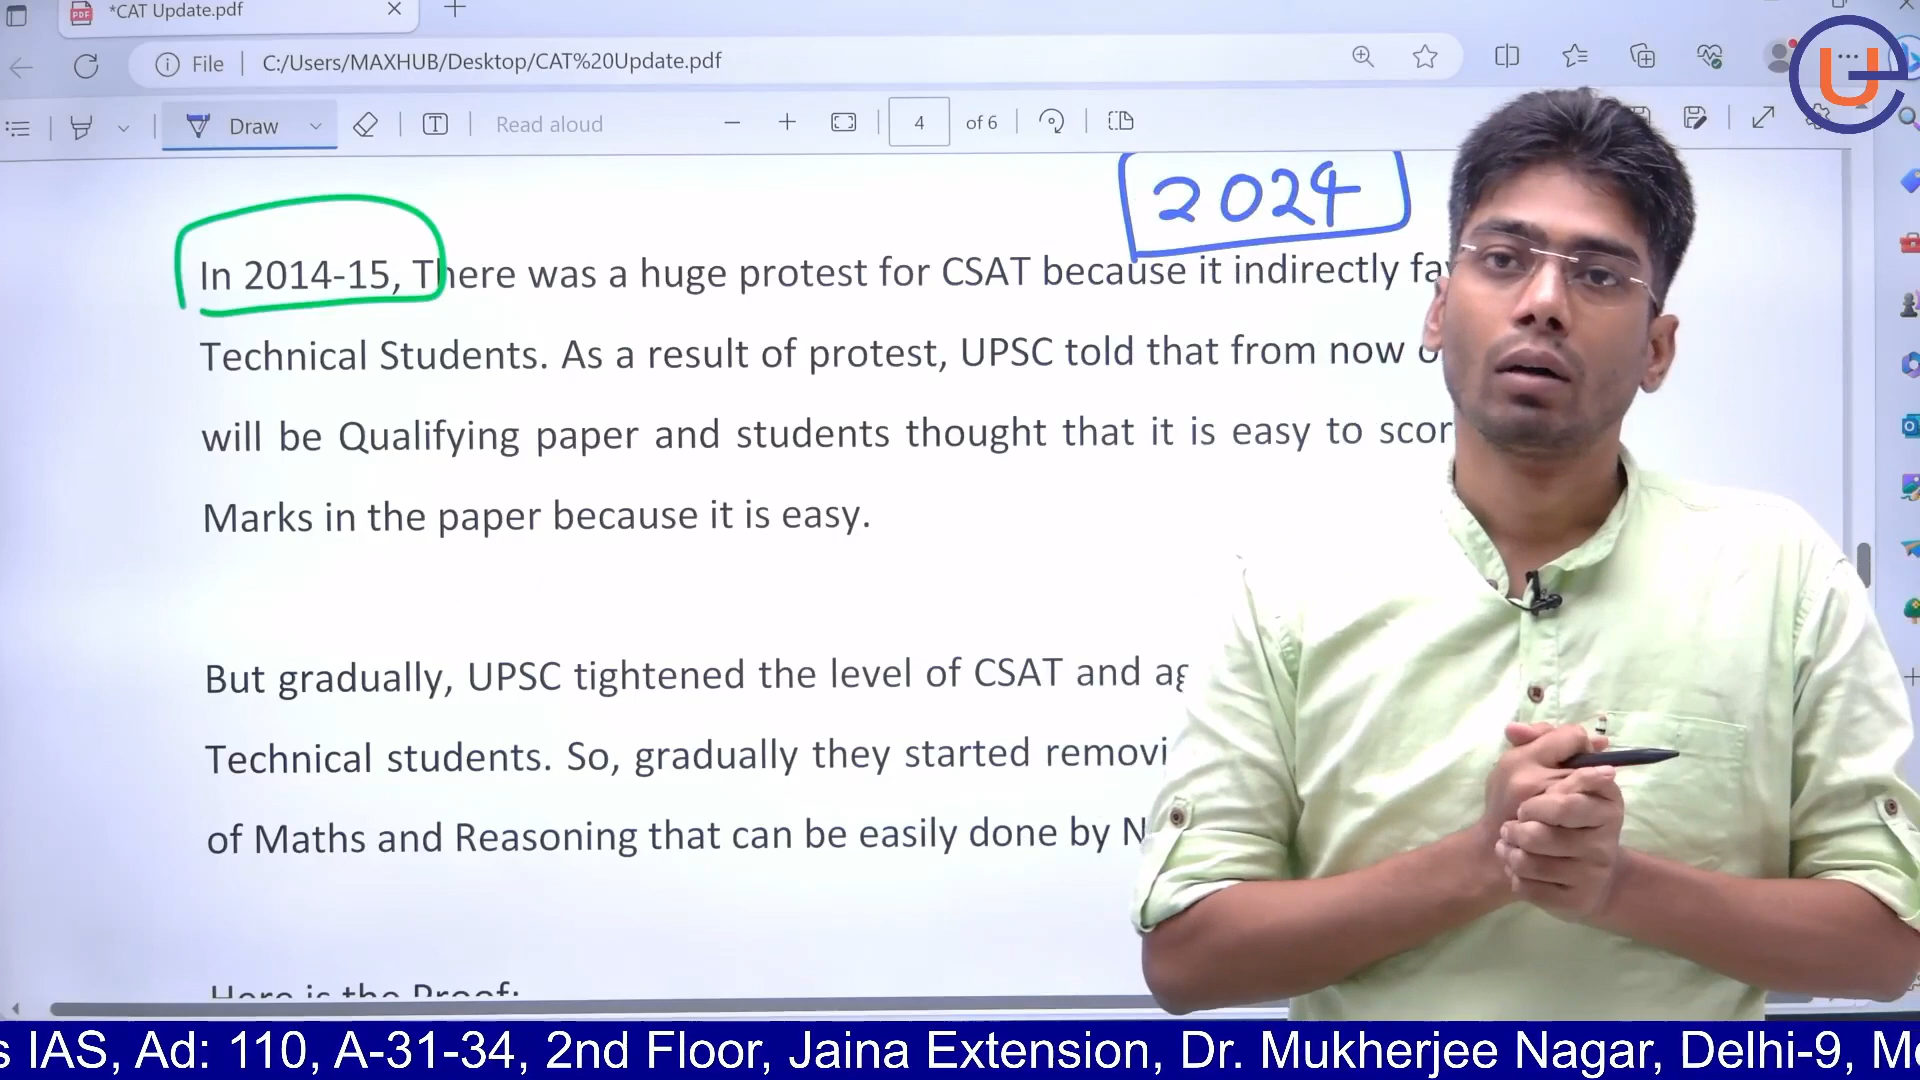 *CAT Update.pdf
File
C:/Users/MAXHUB/Desktop/CAT%20Update.pdf
Draw
Read aloud
4
of 6
2024
In 2014-15, There was a huge protest for CSAT because it indirectly
Technical Students. As a result of protest, UPSC told that from now
will be Qualifying paper and students thought that it is easy to
Marks in the paper because it is easy.
But gradually, UPSC tightened the level of CSAT and
Technical students. So, gradually they started
of Maths and Reasoning that can be easily done by
Here is the Proof:
IAS, Ad: 110, A-31-34, 2nd Floor, Jaina Extension, Dr. Mukherjee Nagar, Delhi-9,